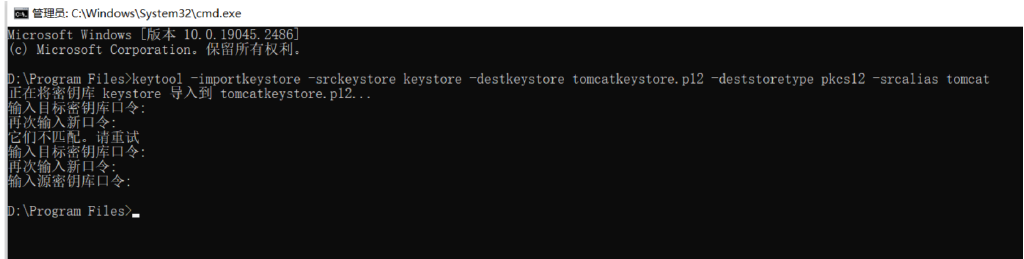 管理员: C:\Windows\System32\cmd.exe
Microsoft Windows [版本 10.0.19045.2486]
(c) Microsoft Corporation。保留所有权利。
D:\Program Files>keytool -importkeystore -srckeystore keystore -destkeystore tomcatkeystore.p12 -deststoretype pkcs12 -srcalias tomcat
正在将密钥库 keystore 导入到 tomcatkeystore.p12...
输入目标密钥库口令:
再次输入新口令:
它们不匹配。请重试
输入目标密钥库口令:
再次输入新口令:
输入源密钥库口令:
D:\Program Files>